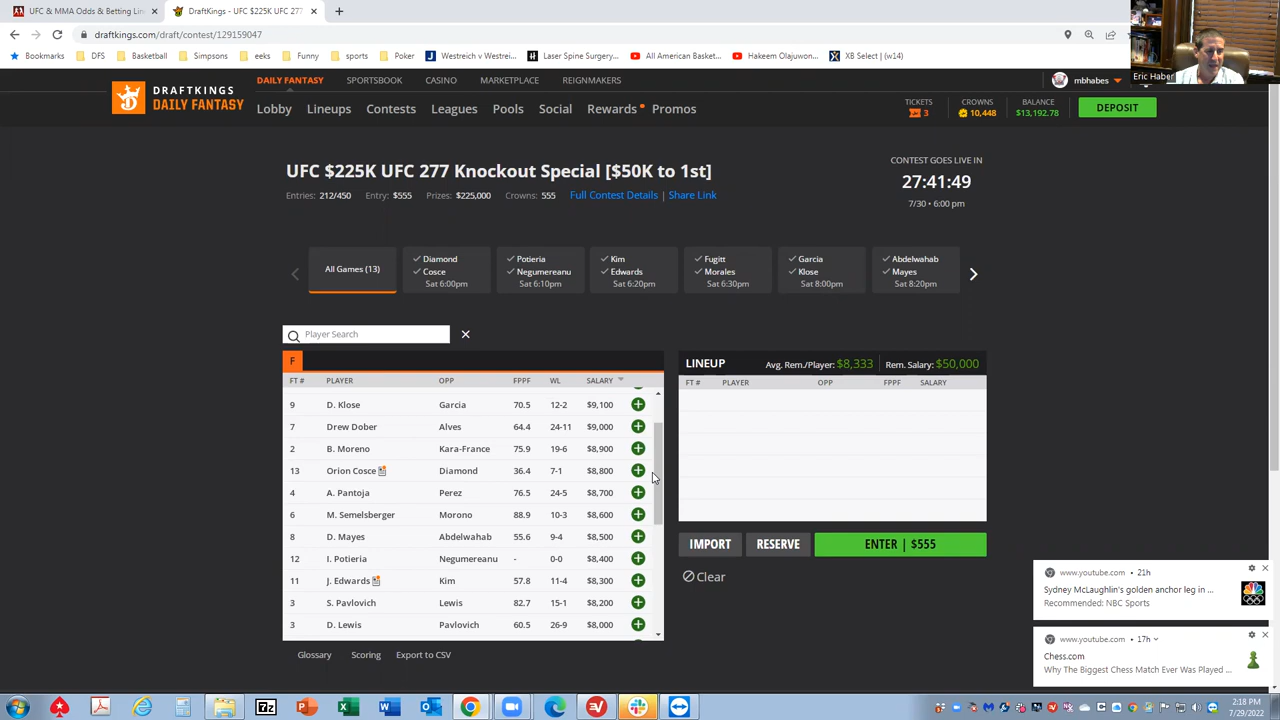 UFC & MMA Odds & Betting Lin
DraftKings - UFC $225K UFC 277
draftkings.com/draft/contest/129159047
Bookmarks
DFS
Basketball
Simpsons
eeks
Funny
sports
Poker
Westreich v Westrei...
Laser Spine Surgery...
All American Basket...
Hakeem Olajuwon...
XB Select | (w14)
Eric Haber
DAILY FANTASY
SPORTSBOOK
CASINO
MARKETPLACE
REIGNMAKERS
mbhabes
DRAFTKINGS
DAILY FANTASY
Lobby
Lineups
Contests
Leagues
Pools
Social
Rewards
Promos
TICKETS
3
CROWNS
10,448
BALANCE
$13,192.78
DEPOSIT
UFC $225K UFC 277 Knockout Special [$50K to 1st]
Entries: 212/450 Entry: $555 Prizes: $225,000 Crowns: 555 Full Contest Details | Share Link
CONTEST GOES LIVE IN
27:41:49
7/30 • 6:00 pm
All Games (13)
Diamond
Cosce
Sat 6:00pm
Potieria
Negumereanu
Sat 6:10pm
Kim
Edwards
Sat 6:20pm
Fugitt
Morales
Sat 6:30pm
Garcia
Klose
Sat 8:00pm
Abdelwahab
Mayes
Sat 8:20pm
Player Search
F
FT # PLAYER OPP FPPF WL SALARY
9 D. Klose Garcia 70.5 12-2 $9,100
7 Drew Dober Alves 64.4 24-11 $9,000
2 B. Moreno Kara-France 75.9 19-6 $8,900
13 Orion Cosce Diamond 36.4 7-1 $8,800
4 A. Pantoja Perez 76.5 24-5 $8,700
6 M. Semelsberger Morono 88.9 10-3 $8,600
8 D. Mayes Abdelwahab 55.6 9-4 $8,500
12 I. Potieria Negumereanu - 0-0 $8,400
11 J. Edwards Kim 57.8 11-4 $8,300
3 S. Pavlovich Lewis 82.7 15-1 $8,200
3 D. Lewis Pavlovich 60.5 26-9 $8,000
Glossary
Scoring
Export to CSV
LINEUP
Avg. Rem./Player: $8,333
Rem. Salary: $50,000
FT # PLAYER OPP FPPF SALARY
IMPORT
RESERVE
ENTER | $555
Clear
www.youtube.com • 21h
Sydney McLaughlin's golden anchor leg in ...
Recommended: NBC Sports
www.youtube.com • 17h
Chess.com
Why The Biggest Chess Match Ever Was Played ...
2:18 PM
7/29/2022